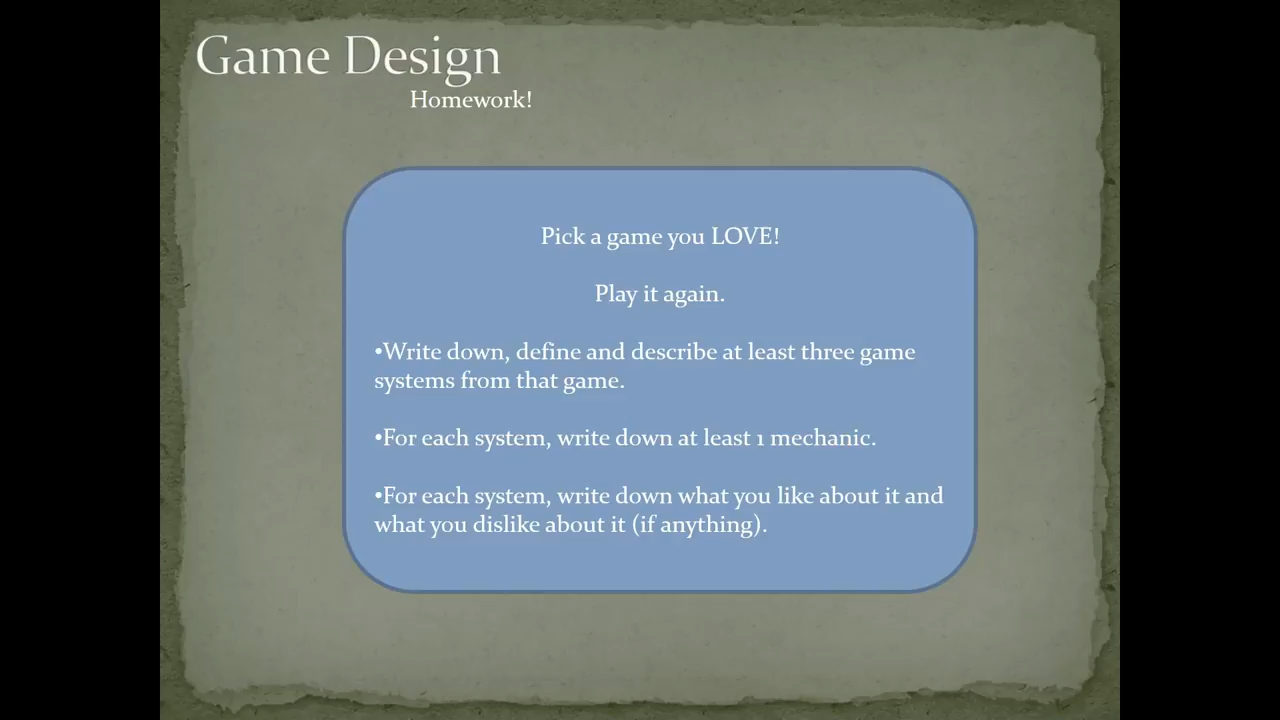 Game Design
Homework!
Pick a game you LOVE!
Play it again.
•Write down, define and describe at least three game
systems from that game.
•For each system, write down at least 1 mechanic.
•For each system, write down what you like about it and
what you dislike about it (if anything).